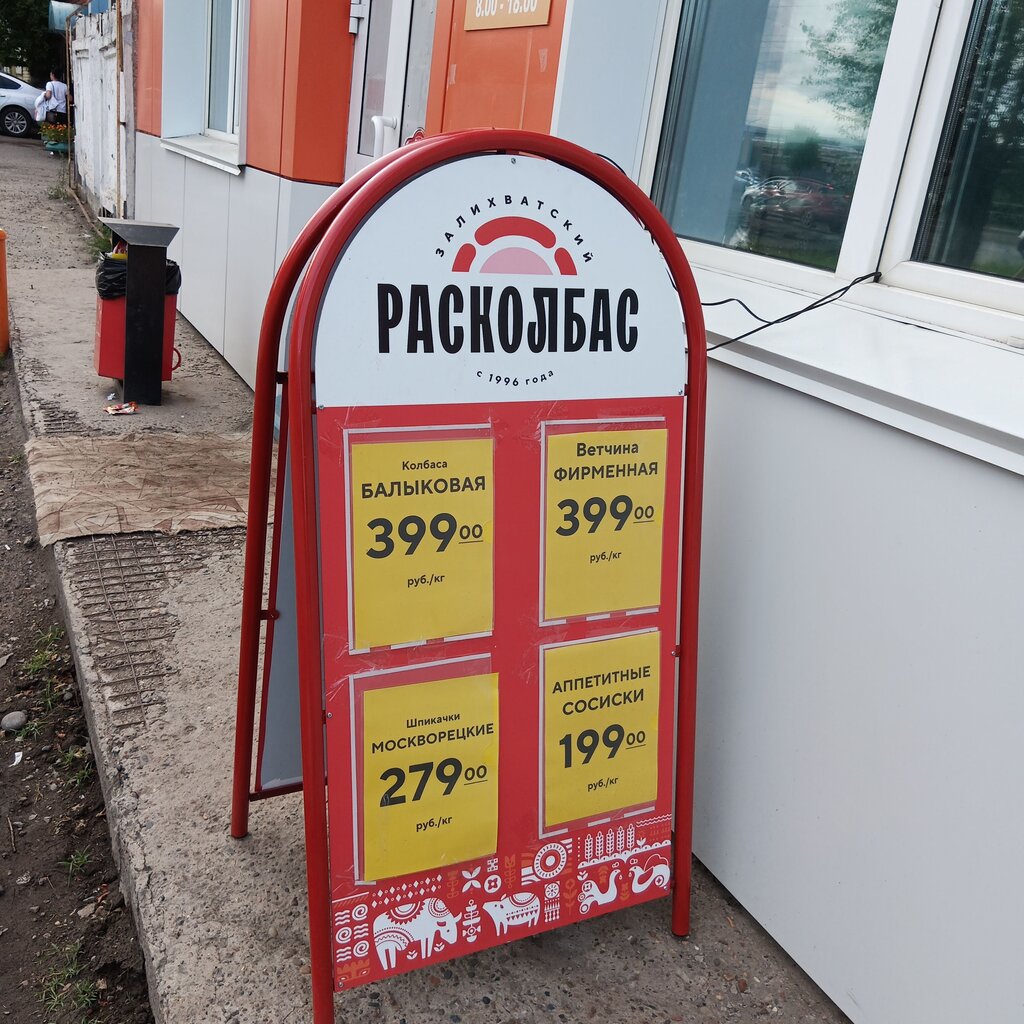 8.00 - 18.00
ЗАЛИХВАТСКИЙ
РАСКОЛБАС
с 1996 года
Колбаса
БАЛЫКОВАЯ
399 00
руб./кг
Ветчина
ФИРМЕННАЯ
399 00
руб./кг
Шпикачки
МОСКВОРЕЦКИЕ
279 00
руб./кг
АППЕТИТНЫЕ
СОСИСКИ
199 00
руб./кг